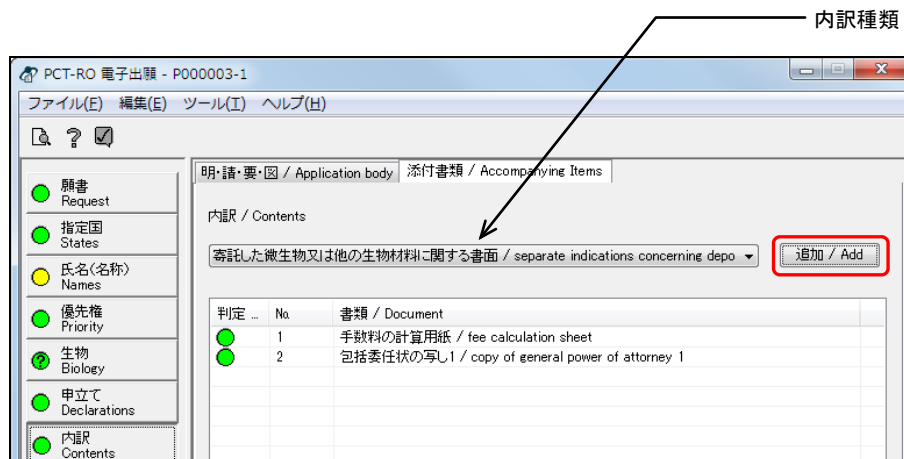 内訳種類
PCT-RO 電子出願 - P000003-1
ファイル(F) 編集(E) ツール(T) ヘルプ(H)
明・請・要・図 / Application body 添付書類 / Accompanying Items
願書
Request
指定国
States
氏名(名称)
Names
優先権
Priority
生物
Biology
申立て
Declarations
内訳
Contents
内訳 / Contents
寄託した微生物又は他の生物材料に関する書面 / separate indications concerning depo
追加 / Add
判定 ... No. 書類 / Document
1 手数料の計算用紙 / fee calculation sheet
2 包括委任状の写し1 / copy of general power of attorney 1